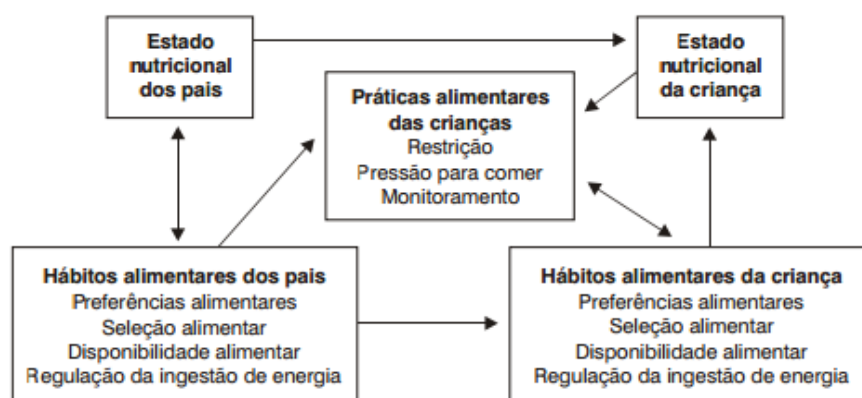 Estado
nutricional
dos pais
Estado
nutricional
da criança
Práticas alimentares
das crianças
Restrição
Pressão para comer
Monitoramento
Hábitos alimentares dos pais
Preferências alimentares
Seleção alimentar
Disponibilidade alimentar
Regulação da ingestão de energia
Hábitos alimentares da criança
Preferências alimentares
Seleção alimentar
Disponibilidade alimentar
Regulação da ingestão de energia